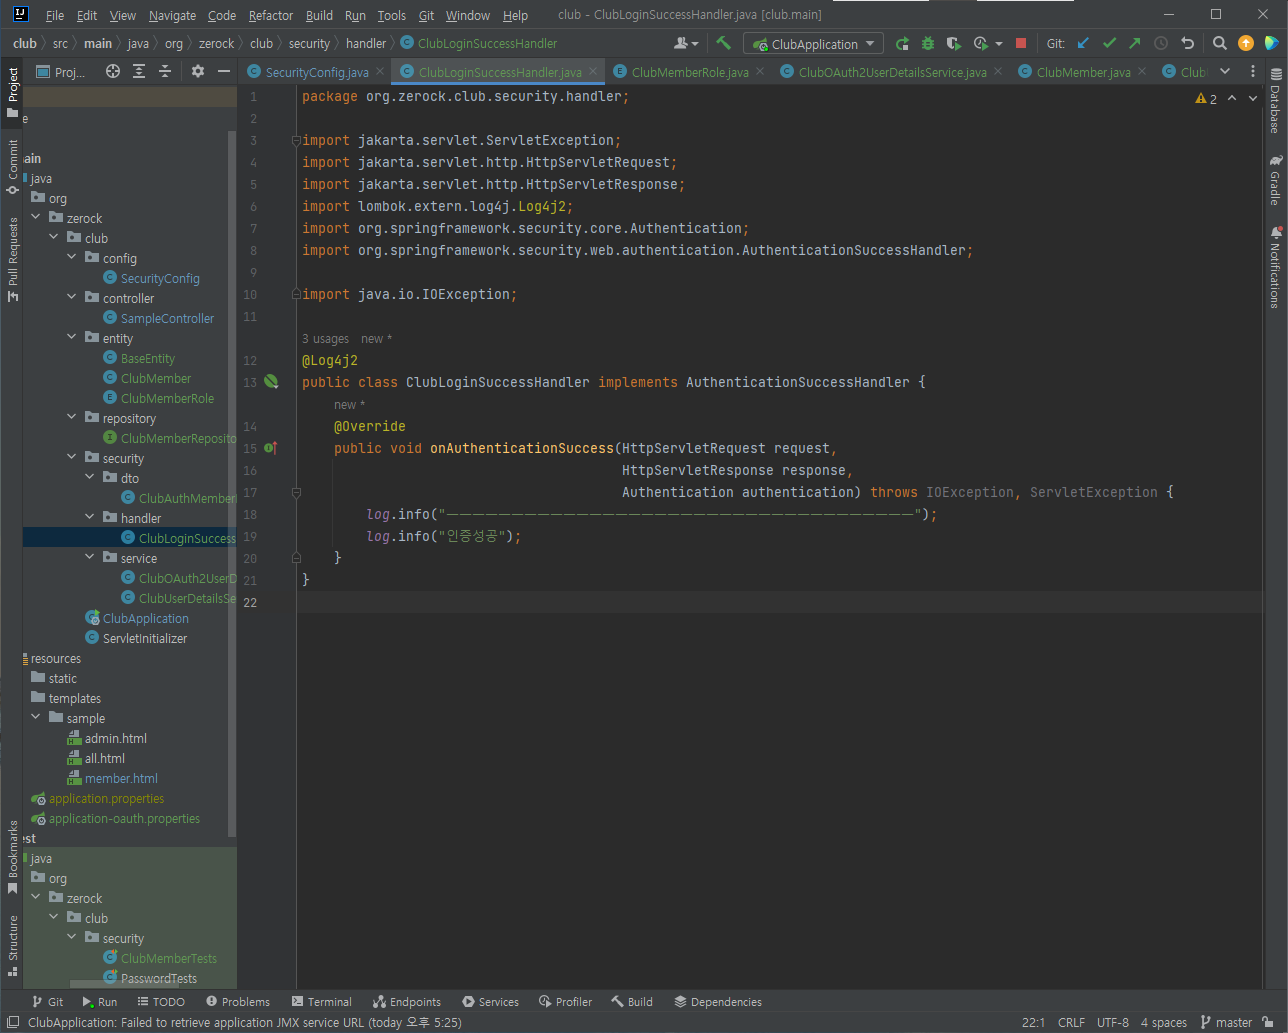 File Edit View Navigate Code Refactor Build Run Tools Git Window Help club - ClubLoginSuccessHandler.java [club.main]
club src main java org zerock club security handler ClubLoginSuccessHandler ClubApplication Git:
Project
Commit
Pull Requests
Bookmarks
Structure
Proj...
e
ain
java
org
zerock
club
config
SecurityConfig
controller
SampleController
entity
BaseEntity
ClubMember
ClubMemberRole
repository
ClubMemberReposito
security
dto
ClubAuthMember
handler
ClubLoginSuccess
service
ClubOAuth2UserD
ClubUserDetailsSe
ClubApplication
ServletInitializer
resources
static
templates
sample
admin.html
all.html
member.html
application.properties
application-oauth.properties
est
java
org
zerock
club
security
ClubMemberTests
PasswordTests
SecurityConfig.java ClubLoginSuccessHandler.java ClubMemberRole.java ClubOAuth2UserDetailsService.java ClubMember.java Club
2
1 package org.zerock.club.security.handler;
2
3 import jakarta.servlet.ServletException;
4 import jakarta.servlet.http.HttpServletRequest;
5 import jakarta.servlet.http.HttpServletResponse;
6 import lombok.extern.log4j.Log4j2;
7 import org.springframework.security.core.Authentication;
8 import org.springframework.security.web.authentication.AuthenticationSuccessHandler;
9
10 import java.io.IOException;
11
3 usages new *
12 @Log4j2
13 public class ClubLoginSuccessHandler implements AuthenticationSuccessHandler {
new *
14 @Override
15 public void onAuthenticationSuccess(HttpServletRequest request,
16 HttpServletResponse response,
17 Authentication authentication) throws IOException, ServletException {
18 log.info("————————————————————————————————————");
19 log.info("인증성공");
20 }
21 }
22
Database
Gradle
Notifications
Git Run TODO Problems Terminal Endpoints Services Profiler Build Dependencies
ClubApplication: Failed to retrieve application JMX service URL (today 오후 5:25) 22:1 CRLF UTF-8 4 spaces master